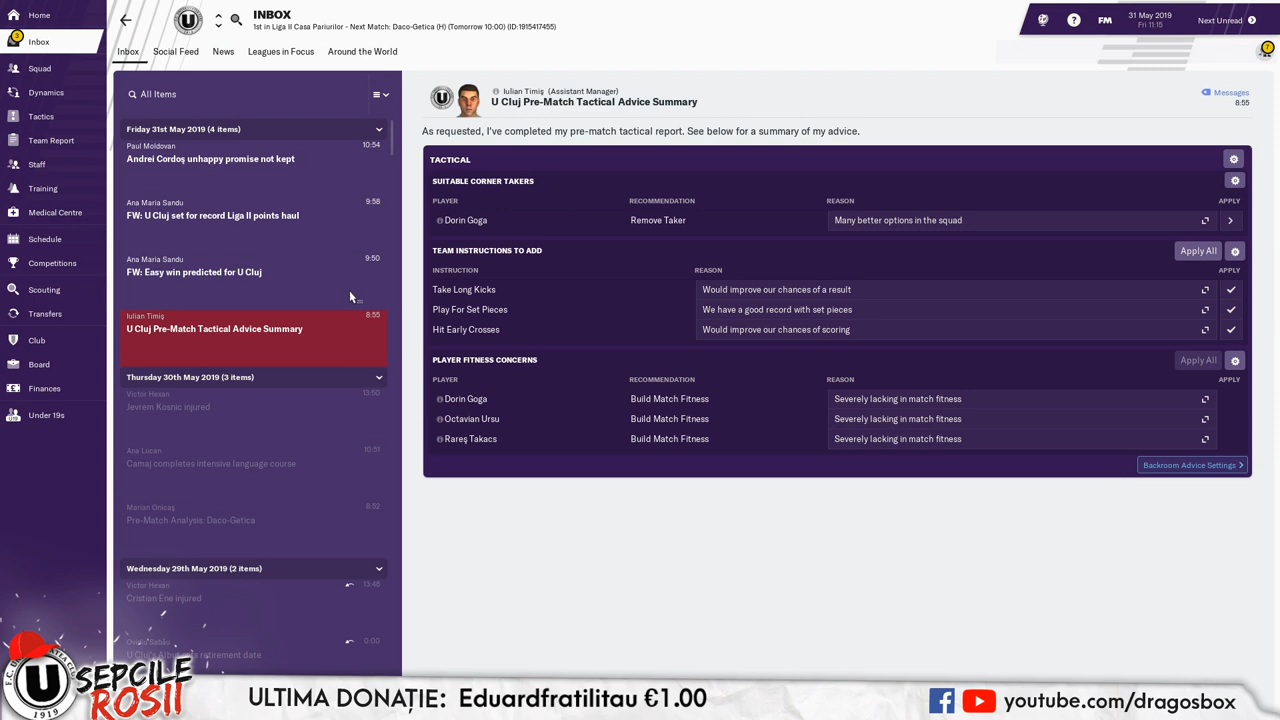 Home
3
Inbox
Squad
Dynamics
Tactics
Team Report
Staff
Training
Medical Centre
Schedule
Competitions
Scouting
Transfers
Club
Board
Finances
Under 19s
INBOX
1st in Liga II Casa Pariurilor - Next Match: Daco-Getica (H) (Tomorrow 10:00) (ID:1915417455)
FM
31 May 2019
Fri 11:15
Next Unread
7
Inbox
Social Feed
News
Leagues in Focus
Around the World
All Items
Friday 31st May 2019 (4 items)
Paul Moldovan
10:54
Andrei Cordoș unhappy promise not kept
Ana Maria Sandu
9:58
FW: U Cluj set for record Liga II points haul
Ana Maria Sandu
9:50
FW: Easy win predicted for U Cluj
Iulian Timiș
8:55
U Cluj Pre-Match Tactical Advice Summary
Thursday 30th May 2019 (3 items)
Victor Hexan
13:50
Jevrem Kosnic injured
Ana Lucan
10:51
Camaj completes intensive language course
Marian Onicaș
8:52
Pre-Match Analysis: Daco-Getica
Wednesday 29th May 2019 (2 items)
Victor Hexan
13:46
Cristian Ene injured
Ovidiu Sabău
0:00
retirement date
Iulian Timiș (Assistant Manager)
U Cluj Pre-Match Tactical Advice Summary
Messages
8:55
As requested, I've completed my pre-match tactical report. See below for a summary of my advice.
TACTICAL
SUITABLE CORNER TAKERS
PLAYER RECOMMENDATION REASON APPLY
Dorin Goga Remove Taker Many better options in the squad
TEAM INSTRUCTIONS TO ADD
Apply All
INSTRUCTION REASON APPLY
Take Long Kicks Would improve our chances of a result
Play For Set Pieces We have a good record with set pieces
Hit Early Crosses Would improve our chances of scoring
PLAYER FITNESS CONCERNS
Apply All
PLAYER RECOMMENDATION REASON APPLY
Dorin Goga Build Match Fitness Severely lacking in match fitness
Octavian Ursu Build Match Fitness Severely lacking in match fitness
Rareș Takacs Build Match Fitness Severely lacking in match fitness
Backroom Advice Settings
U
1919
SEPCILE
ROSII
ULTIMA DONAȚIE: Eduardfratilitau €1.00
youtube.com/dragosbox